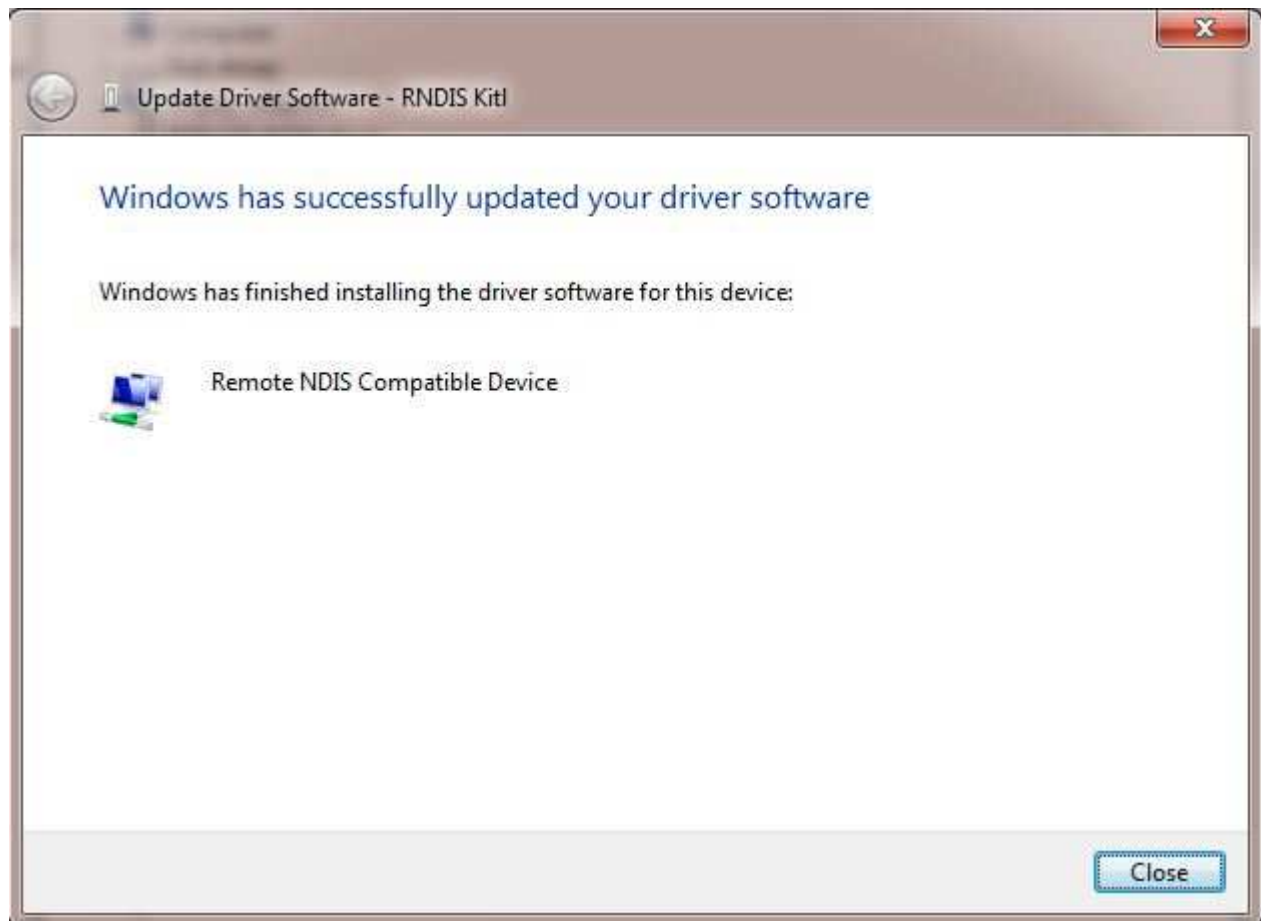 Update Driver Software - RNDIS Kitl
Windows has successfully updated your driver software
Windows has finished installing the driver software for this device:
Remote NDIS Compatible Device
Close